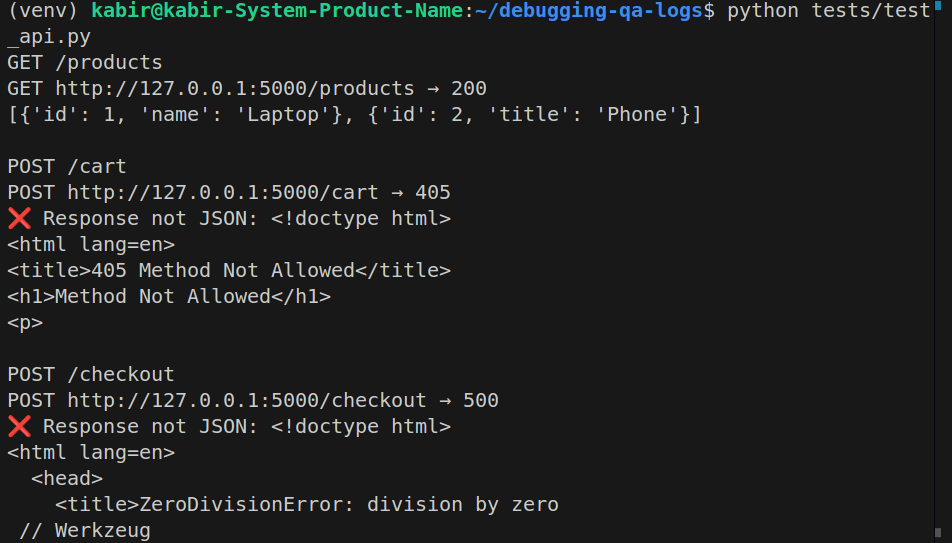 (venv) kabir@kabir-System-Product-Name:~/debugging-qa-logs$ python tests/test
_api.py
GET /products
GET http://127.0.0.1:5000/products → 200
[{'id': 1, 'name': 'Laptop'}, {'id': 2, 'title': 'Phone'}]

POST /cart
POST http://127.0.0.1:5000/cart → 405
❌ Response not JSON: <!doctype html>
<html lang=en>
<title>405 Method Not Allowed</title>
<h1>Method Not Allowed</h1>
<p>

POST /checkout
POST http://127.0.0.1:5000/checkout → 500
❌ Response not JSON: <!doctype html>
<html lang=en>
  <head>
    <title>ZeroDivisionError: division by zero
 // Werkzeug